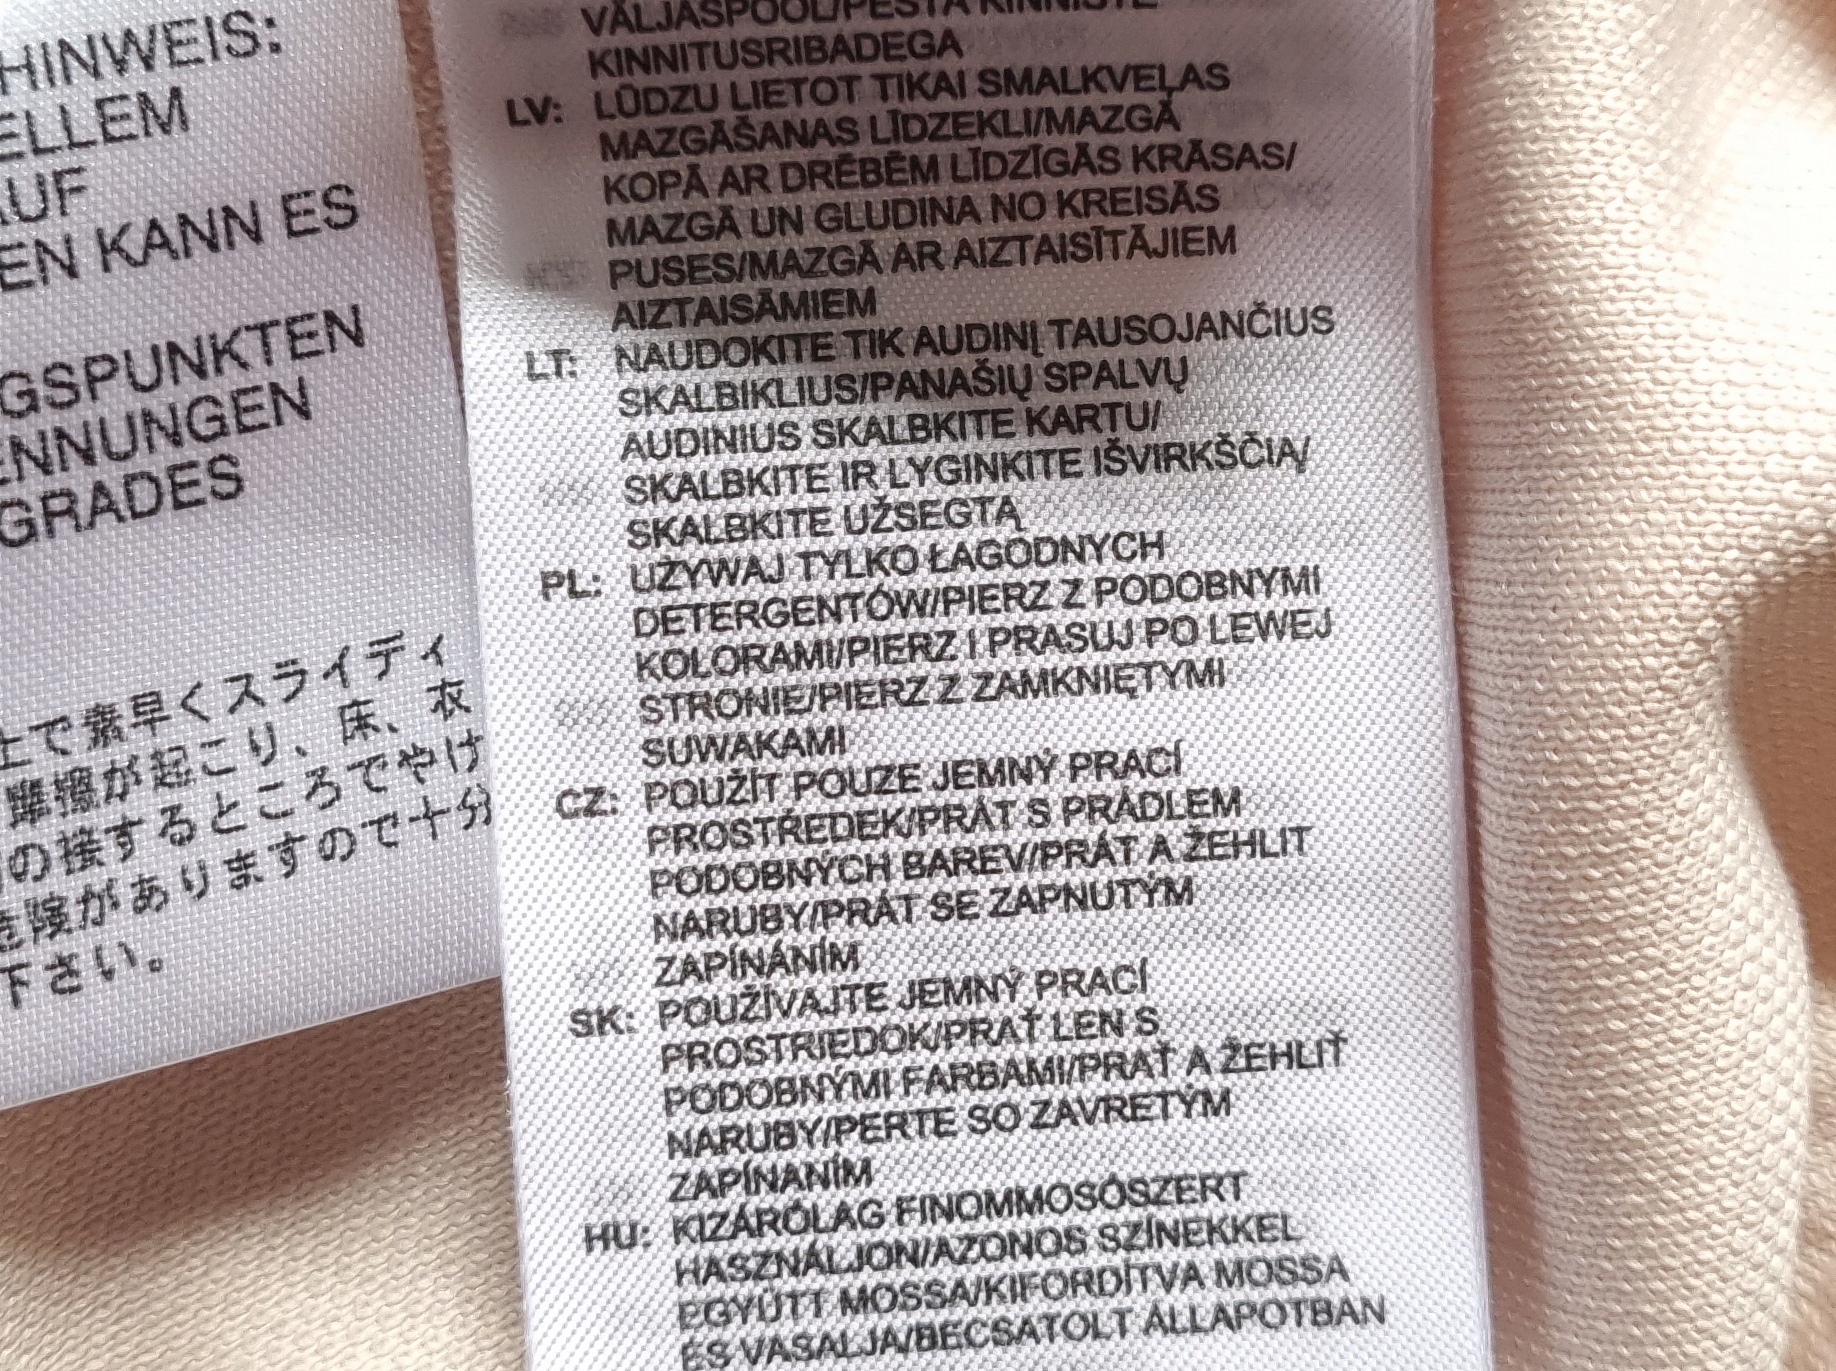 HINWEIS:
ELLEM
AUF
EN KANN ES
GSPUNKTEN
ENNUNGEN
GRADES
上で素早くスライディ
摩擦が起こり、床、衣
の接するところでやけ
危険がありますので十分
下さい。
VÄLJASPOOL/PESTA KINNISTE
KINNITUSRIBADEGA
LV: LŪDZU LIETOT TIKAI SMALKVEĻAS
MAZGĀŠANAS LĪDZEKLI/MAZGĀ
KOPĀ AR DRĒBĒM LĪDZĪGĀS KRĀSAS/
MAZGĀ UN GLUDINA NO KREISĀS
PUSES/MAZGĀ AR AIZTAISĪTĀJIEM
AIZTAISĀMIEM
LT: NAUDOKITE TIK AUDINĮ TAUSOJANČIUS
SKALBIKLIUS/PANAŠIŲ SPALVŲ
AUDINIUS SKALBKITE KARTU/
SKALBKITE IR LYGINKITE IŠVIRKŠČIĄ/
SKALBKITE UŽSEGTĄ
PL: UŻYWAJ TYLKO ŁAGODNYCH
DETERGENTÓW/PIERZ Z PODOBNYMI
KOLORAMI/PIERZ I PRASUJ PO LEWEJ
STRONIE/PIERZ Z ZAMKNIĘTYMI
SUWAKAMI
CZ: POUŽÍT POUZE JEMNÝ PRACÍ
PROSTŘEDEK/PRÁT S PRÁDLEM
PODOBNÝCH BAREV/PRÁT A ŽEHLIT
NARUBY/PRÁT SE ZAPNUTÝM
ZAPÍNÁNÍM
SK: POUŽÍVAJTE JEMNÝ PRACÍ
PROSTRIEDOK/PRAŤ LEN S
PODOBNÝMI FARBAMI/PRAŤ A ŽEHLIŤ
NARUBY/PERTE SO ZAVRETÝM
ZAPÍNANÍM
HU: KIZÁRÓLAG FINOMMOSÓSZERT
HASZNÁLJON/AZONOS SZÍNEKKEL
EGYÜTT MOSSA/KIFORDÍTVA MOSSA
ÉS VASALJA/BECSATOLT ÁLLAPOTBAN